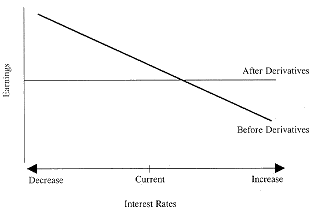 Earnings
After Derivatives
Before Derivatives
Decrease
Current
Increase
Interest Rates